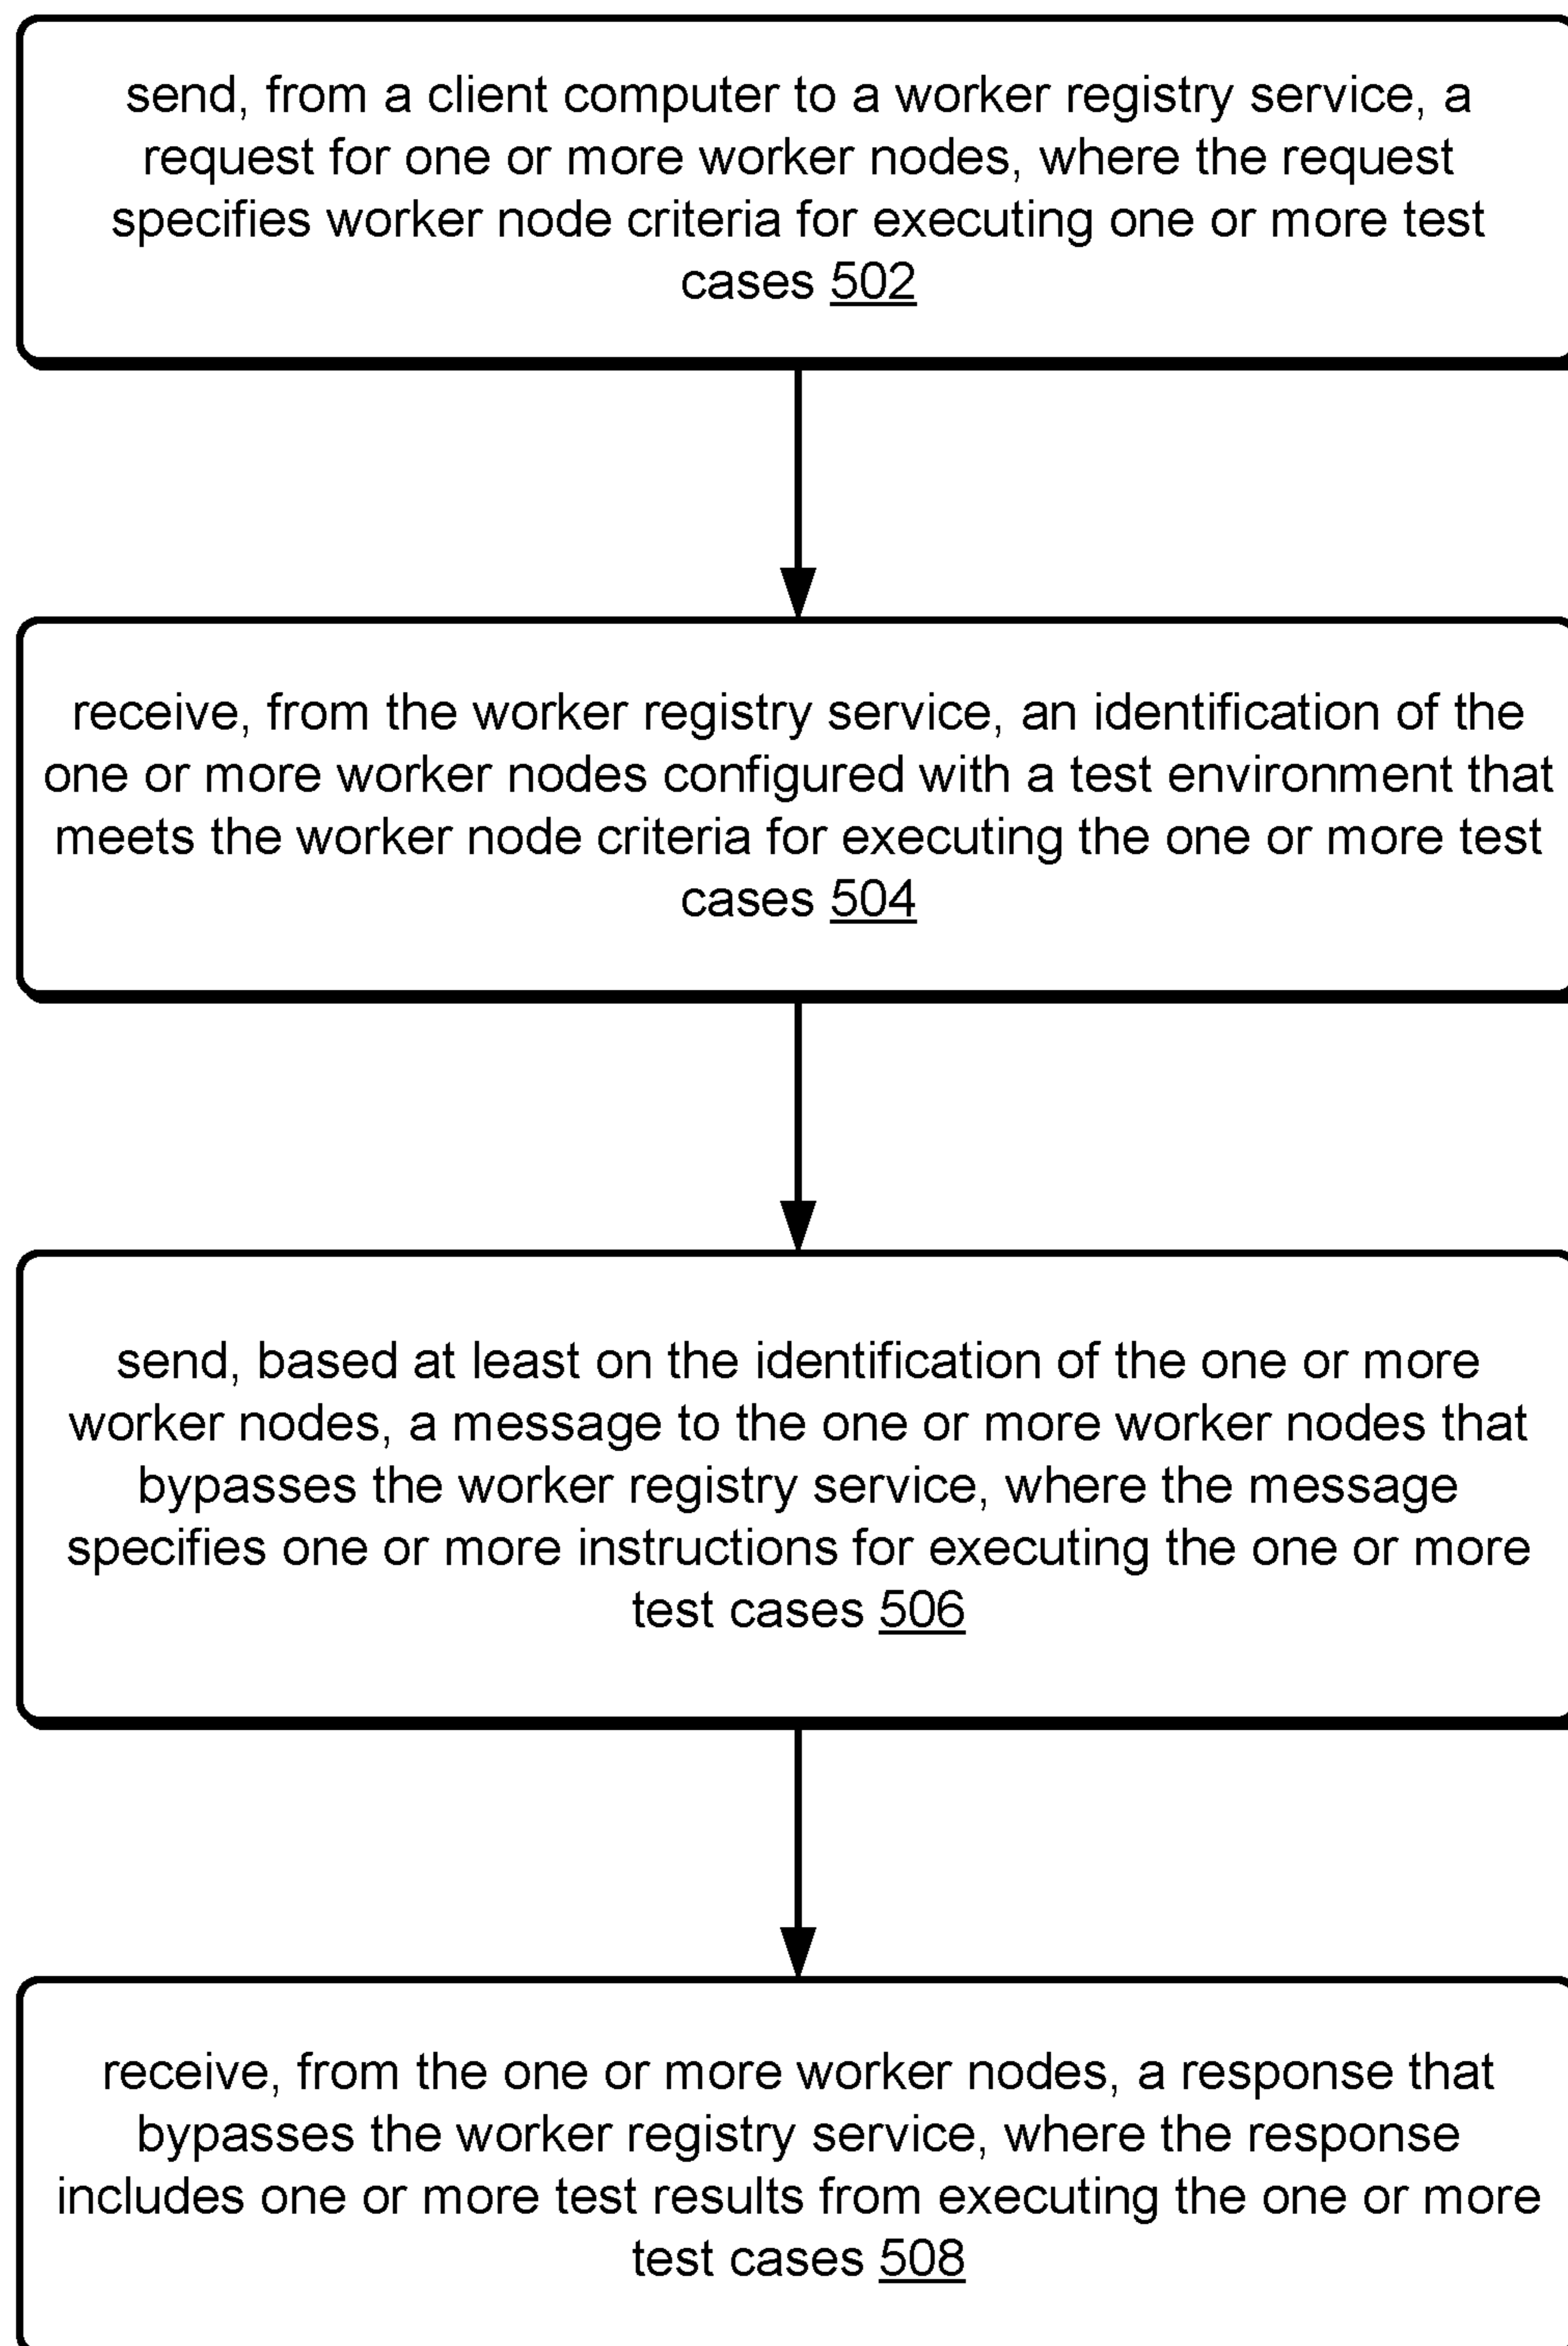 send, from a client computer to a worker registry service, a
request for one or more worker nodes, where the request
specifies worker node criteria for executing one or more test
cases 502
receive, from the worker registry service, an identification of the
one or more worker nodes configured with a test environment that
meets the worker node criteria for executing the one or more test
cases 504
send, based at least on the identification of the one or more
worker nodes, a message to the one or more worker nodes that
bypasses the worker registry service, where the message
specifies one or more instructions for executing the one or more
test cases 506
receive, from the one or more worker nodes, a response that
bypasses the worker registry service, where the response
includes one or more test results from executing the one or more
test cases 508